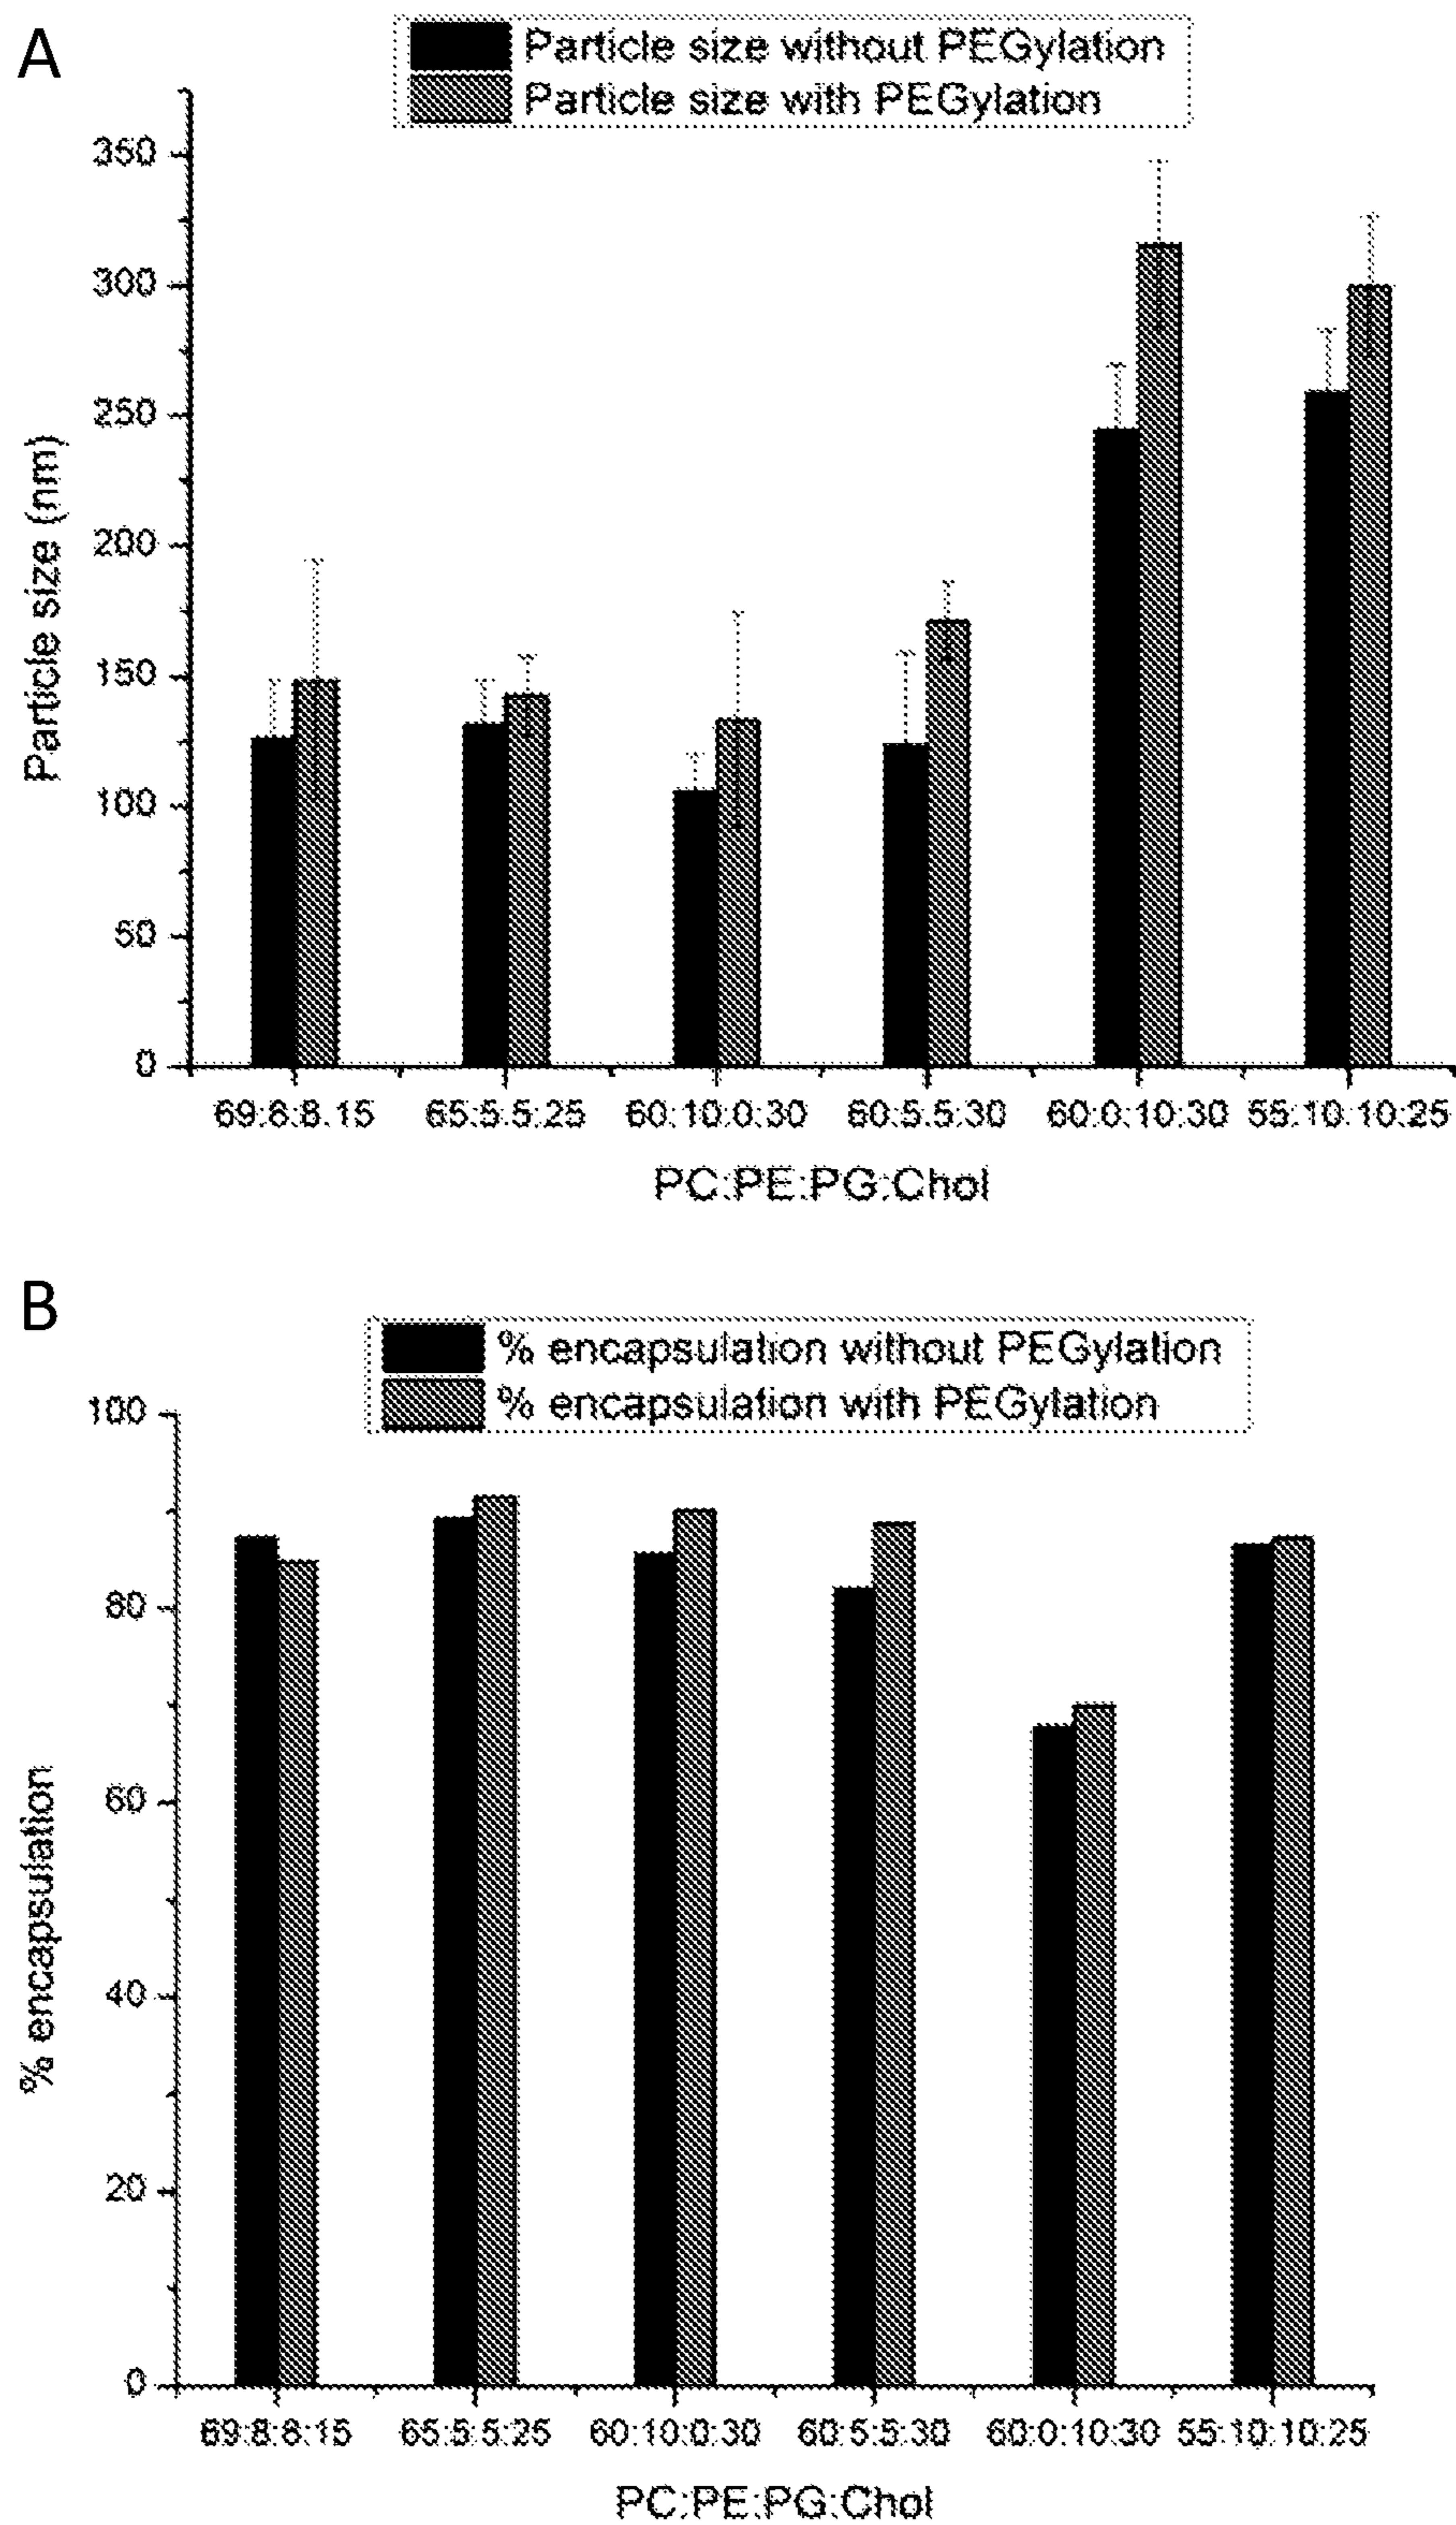 A
Particle size without PEGylation
Particle size with PEGylation
350
300
250
200
150
100
50
0
Particle size (nm)
69:8:8:15 65:5:5:25 60:10:0:30 60:5:5:30 60:0:10:30 55:10:10:25
PC:PE:PG:Chol
B
% encapsulation without PEGylation
% encapsulation with PEGylation
100
80
60
40
20
0
% encapsulation
69:8:8:15 65:5:5:25 60:10:0:30 60:5:5:30 60:0:10:30 55:10:10:25
PC:PE:PG:Chol